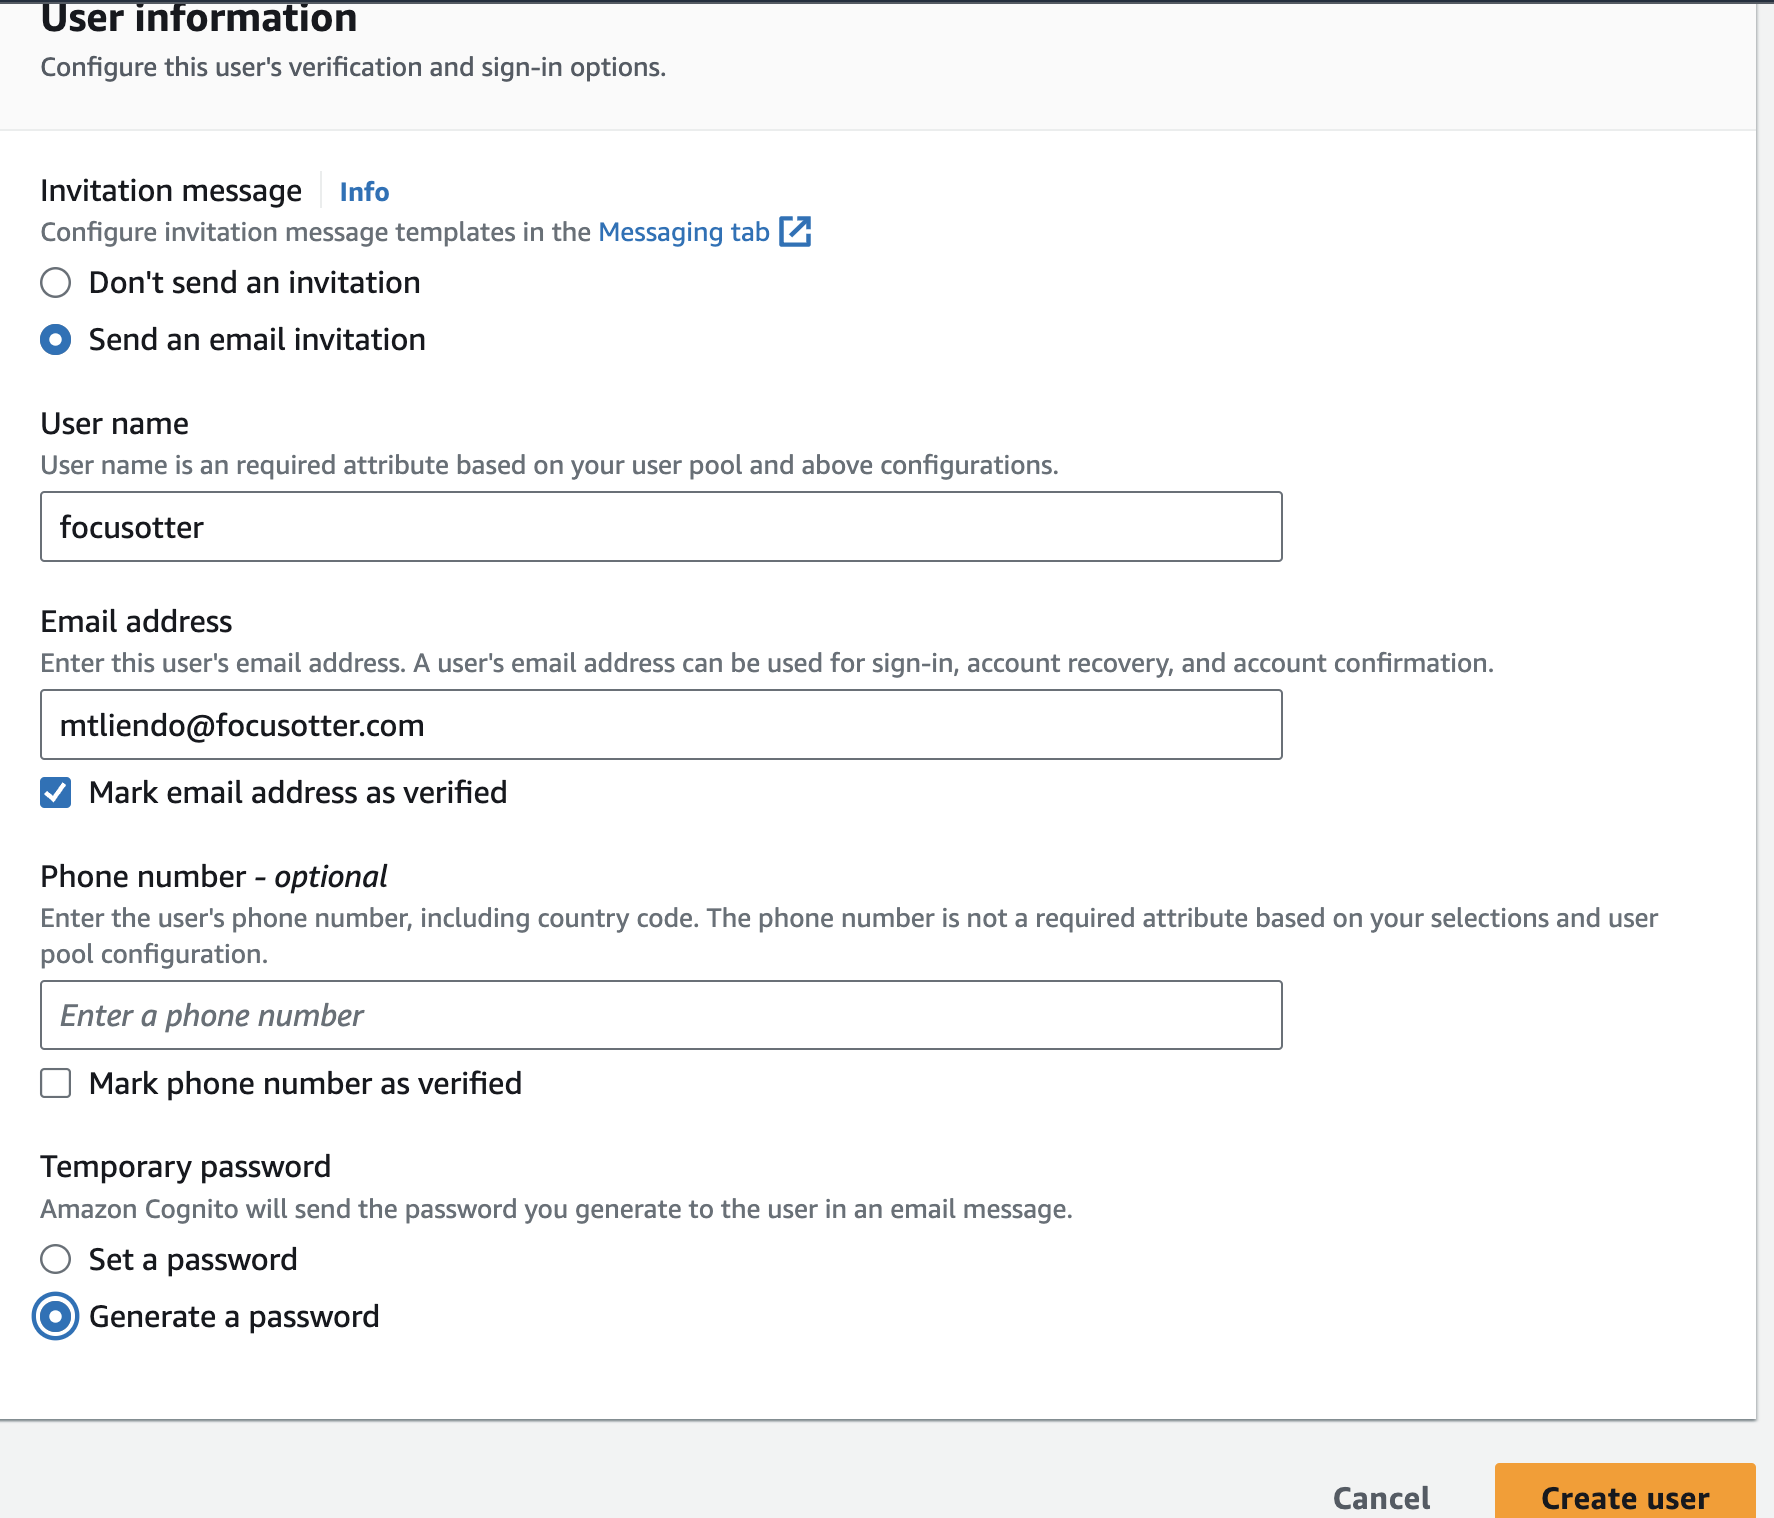 User information
Configure this user's verification and sign-in options.
Invitation message Info
Configure invitation message templates in the Messaging tab
Don't send an invitation
Send an email invitation
User name
User name is an required attribute based on your user pool and above configurations.
focusotter
Email address
Enter this user's email address. A user's email address can be used for sign-in, account recovery, and account confirmation.
mtliendo@focusotter.com
Mark email address as verified
Phone number - optional
Enter the user's phone number, including country code. The phone number is not a required attribute based on your selections and user
pool configuration.
Enter a phone number
Mark phone number as verified
Temporary password
Amazon Cognito will send the password you generate to the user in an email message.
Set a password
Generate a password
Cancel Create user